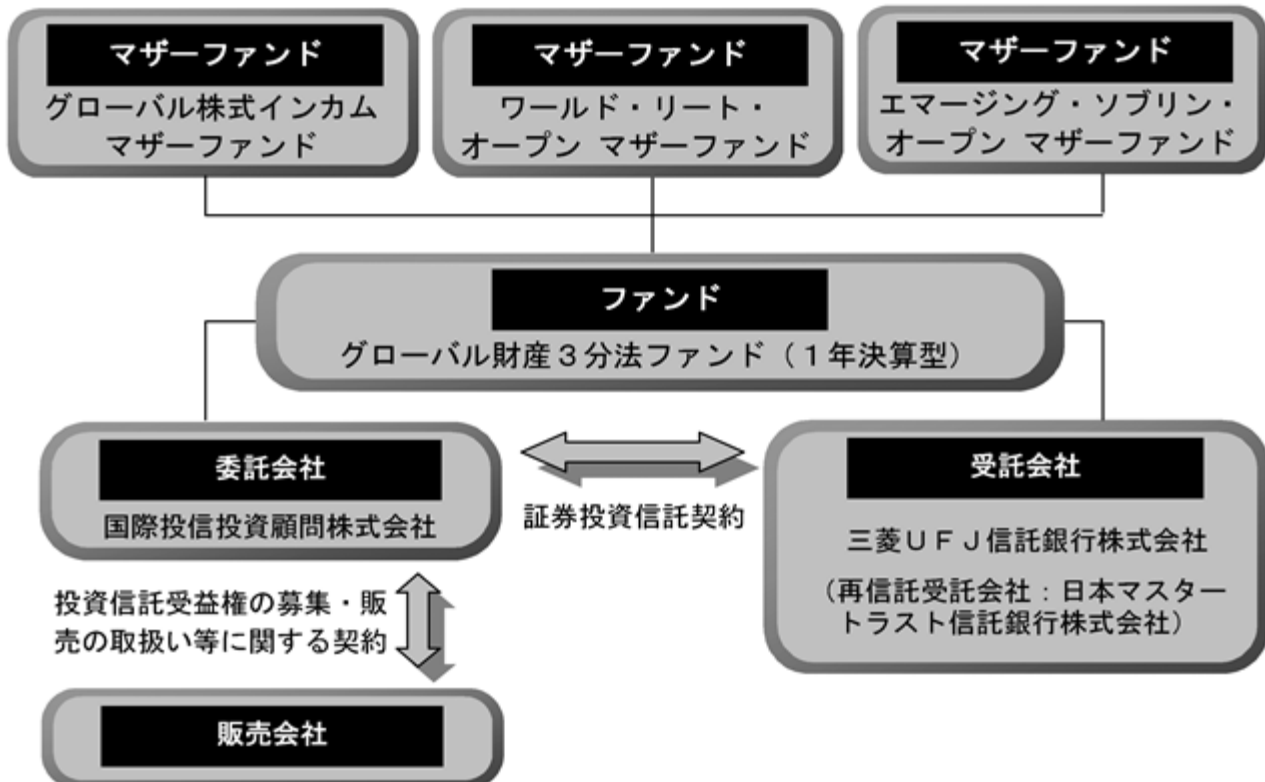 マザーファンド
グローバル株式インカム
マザーファンド
マザーファンド
ワールド・リート・
オープン マザーファンド
マザーファンド
エマージング・ソブリン・
オープン マザーファンド
ファンド
グローバル財産３分法ファンド（１年決算型）
委託会社
国際投信投資顧問株式会社
証券投資信託契約
受託会社
三菱ＵＦＪ信託銀行株式会社
（再信託受託会社：日本マスター
トラスト信託銀行株式会社）
投資信託受益権の募集・販
売の取扱い等に関する契約
販売会社